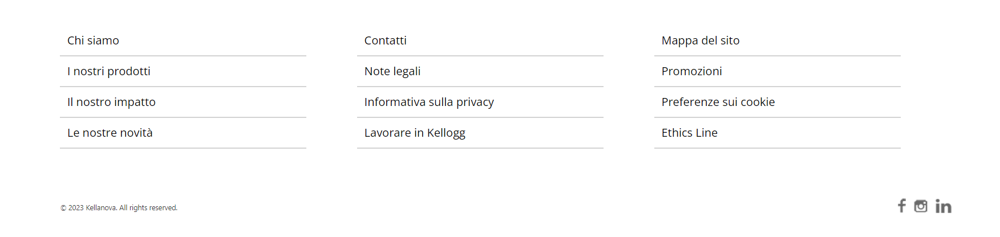 Chi siamo
I nostri prodotti
Il nostro impatto
Le nostre novità
Contatti
Note legali
Informativa sulla privacy
Lavorare in Kellogg
Mappa del sito
Promozioni
Preferenze sui cookie
Ethics Line
© 2023 Kellanova. All rights reserved.